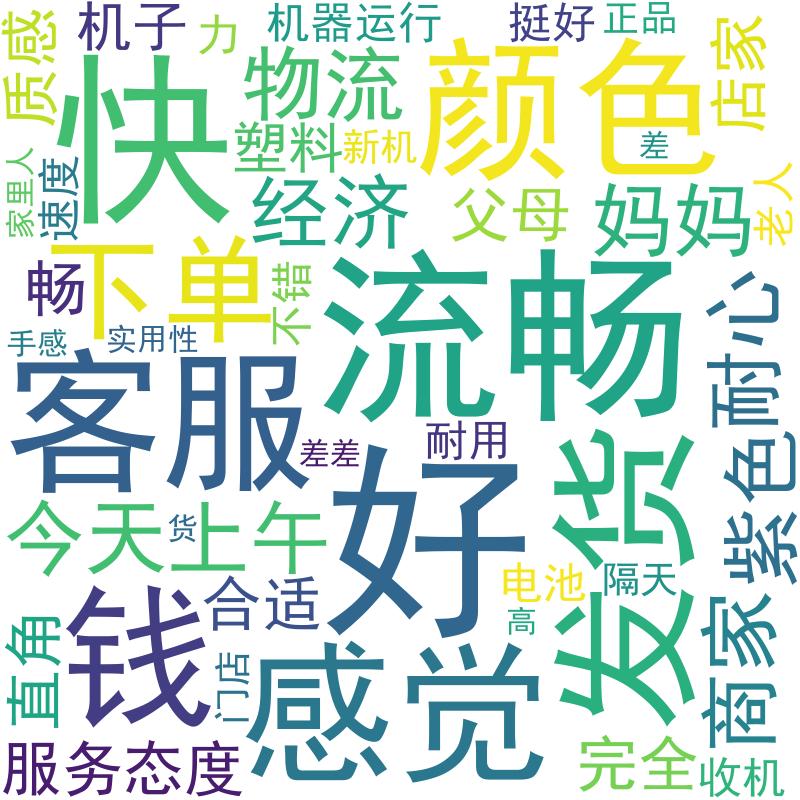 质感
机子
力
机器运行
挺好
正品
店家
快
物流
颜色
塑料
新机
差
家里人
速度
经济
父母
妈妈
老人
畅
下单
不错
流畅
耐心
手感
实用性
客服
差差
好
耐用
发货
紫色
今天上午
货
钱
合适
电池
隔天
高
直角
门店
感觉
商家
服务态度
完全
收机